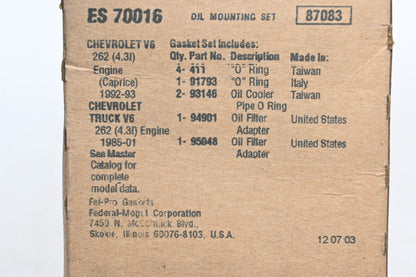 ES 70016 OIL MOUNTING SET 87083
CHEVROLET V6 Gasket Set Includes:
262 (4.3l) Qty. Part No. Description Made in:
Engine 4- 411 "O" Ring Taiwan
(Caprice) 1- 91793 "O" Ring Italy
1992-93 2- 93146 Oil Cooler Taiwan
CHEVROLET Pipe O Ring
TRUCK V6 1- 94901 Oil Filter United States
262 (4.3l) Engine Adapter
1985-01 1- 95048 Oil Filter United States
See Master Adapter
Catalog for
complete
model data.
Fel-Pro Gaskets
Federal-Mogul Corporation
7450 N. McCormick Blvd.,
Skokie, Illinois 60076-8103, U.S.A.
12 07 03